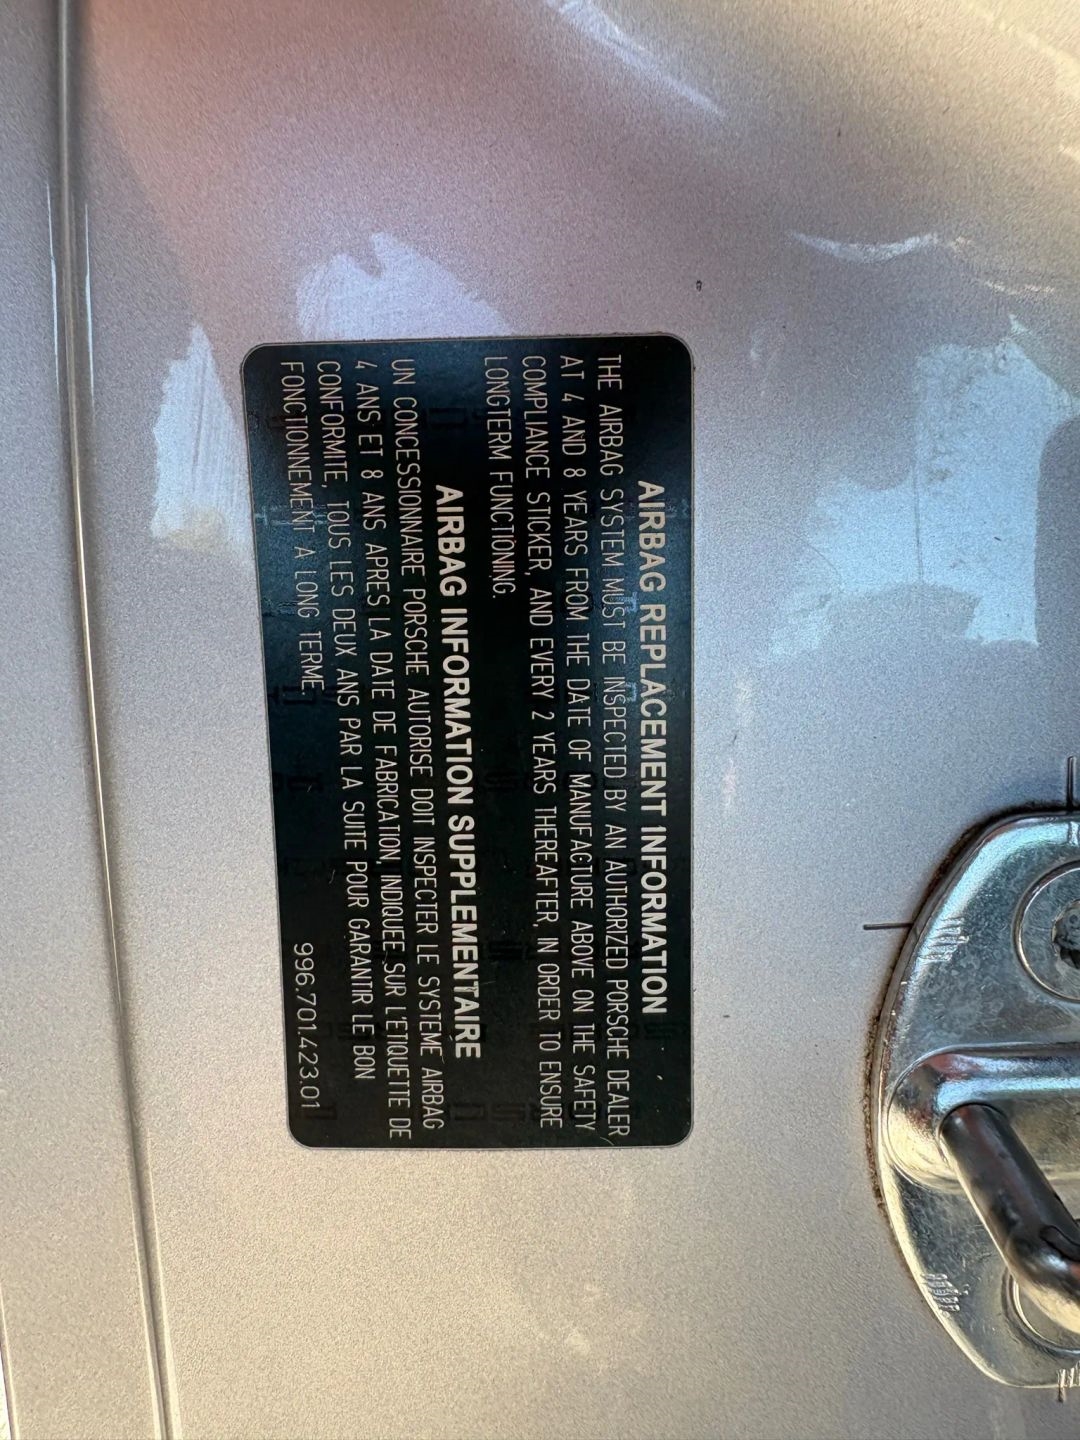 AIRBAG REPLACEMENT INFORMATION
THE AIRBAG SYSTEM MUST BE INSPECTED BY AN AUTHORIZED PORSCHE DEALER
AT 4 AND 8 YEARS FROM THE DATE OF MANUFACTURE ABOVE ON THE SAFETY
COMPLIANCE STICKER, AND EVERY 2 YEARS THEREAFTER, IN ORDER TO ENSURE
LONGTERM FUNCTIONING.
AIRBAG INFORMATION SUPPLEMENTAIRE
UN CONCESSIONNAIRE PORSCHE AUTORISE DOIT INSPECTER LE SYSTEME AIRBAG
4 ANS ET 8 ANS APRES LA DATE DE FABRICATION, INDIQUEE SUR L'ETIQUETTE DE
CONFORMITE, TOUS LES DEUX ANS PAR LA SUITE POUR GARANTIR LE BON
FONCTIONNEMENT A LONG TERME.
996.701.423.01